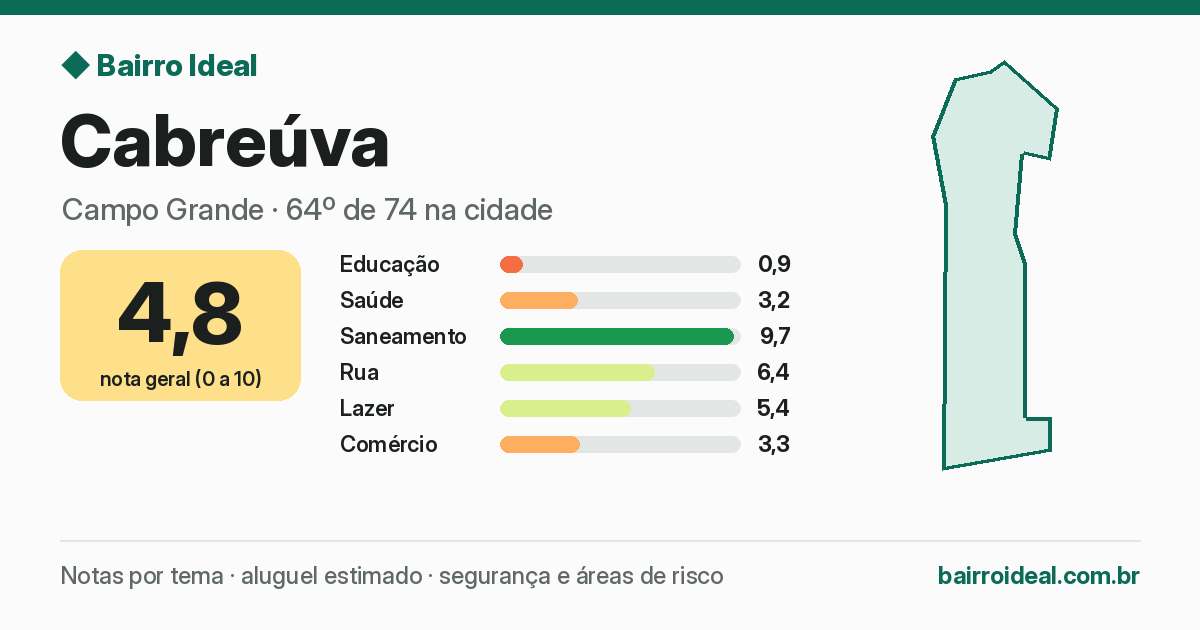 Bairro Ideal
Cabreúva
Campo Grande · 64º de 74 na cidade
4,8
nota geral (0 a 10)
Educação 0,9
Saúde 3,2
Saneamento 9,7
Rua 6,4
Lazer 5,4
Comércio 3,3
Notas por tema · aluguel estimado · segurança e áreas de risco
bairroideal.com.br